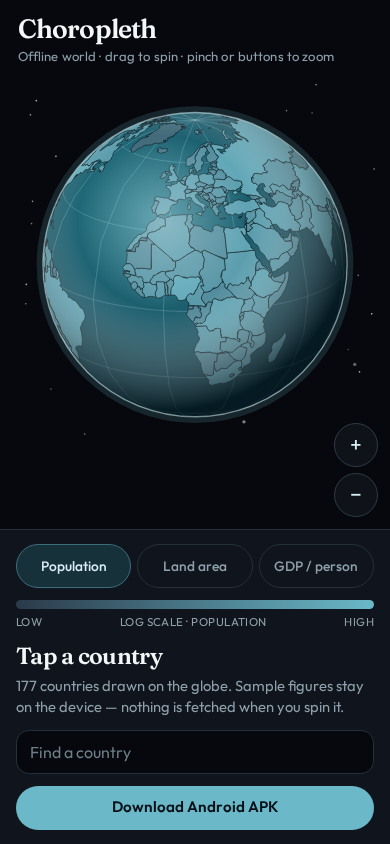 Choropleth
Offline world · drag to spin · pinch or buttons to zoom
+
−
Population
Land area
GDP / person
LOW
LOG SCALE · POPULATION
HIGH
Tap a country
177 countries drawn on the globe. Sample figures stay
on the device — nothing is fetched when you spin it.
Find a country
Download Android APK